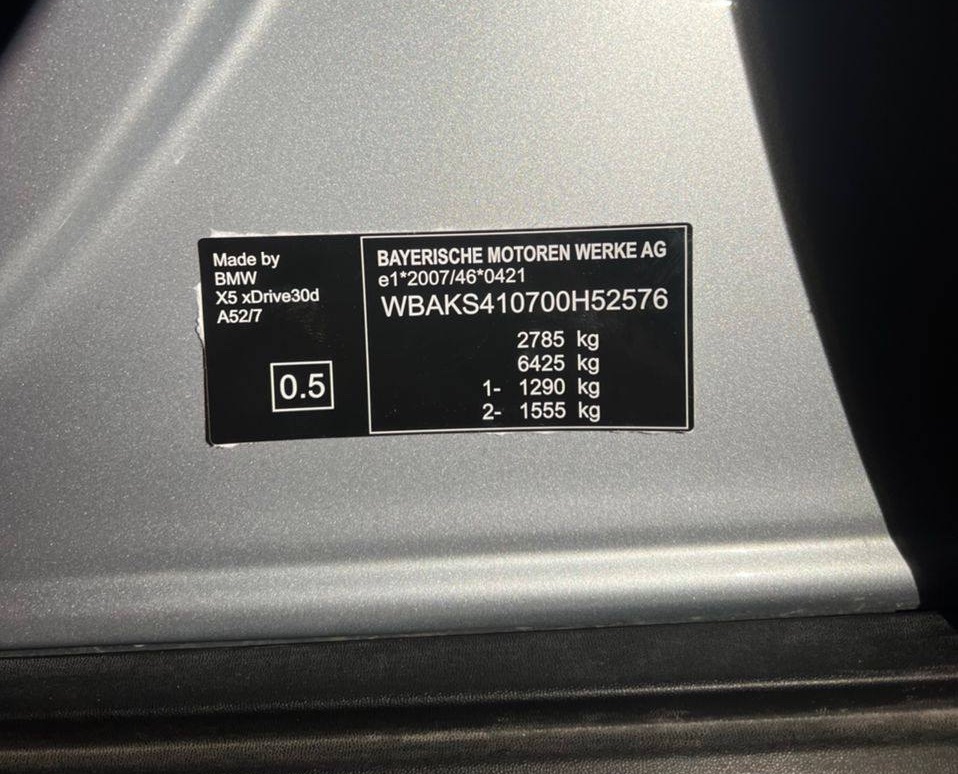 Made by
BMW
X5 xDrive30d
A52/7
0.5
BAYERISCHE MOTOREN WERKE AG
e1*2007/46*0421
WBAKS410700H52576
2785 kg
6425 kg
1- 1290 kg
2- 1555 kg